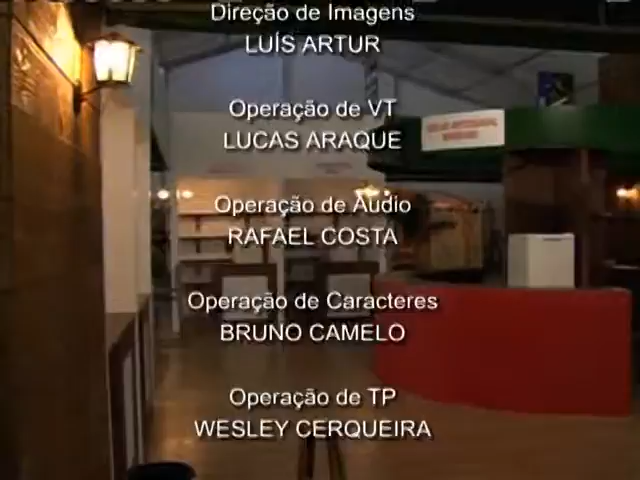 Direção de Imagens
LUÍS ARTUR
Operação de VT
LUCAS ARAQUE
Operação de Áudio
RAFAEL COSTA
Operação de Caracteres
BRUNO CAMELO
Operação de TP
WESLEY CERQUEIRA